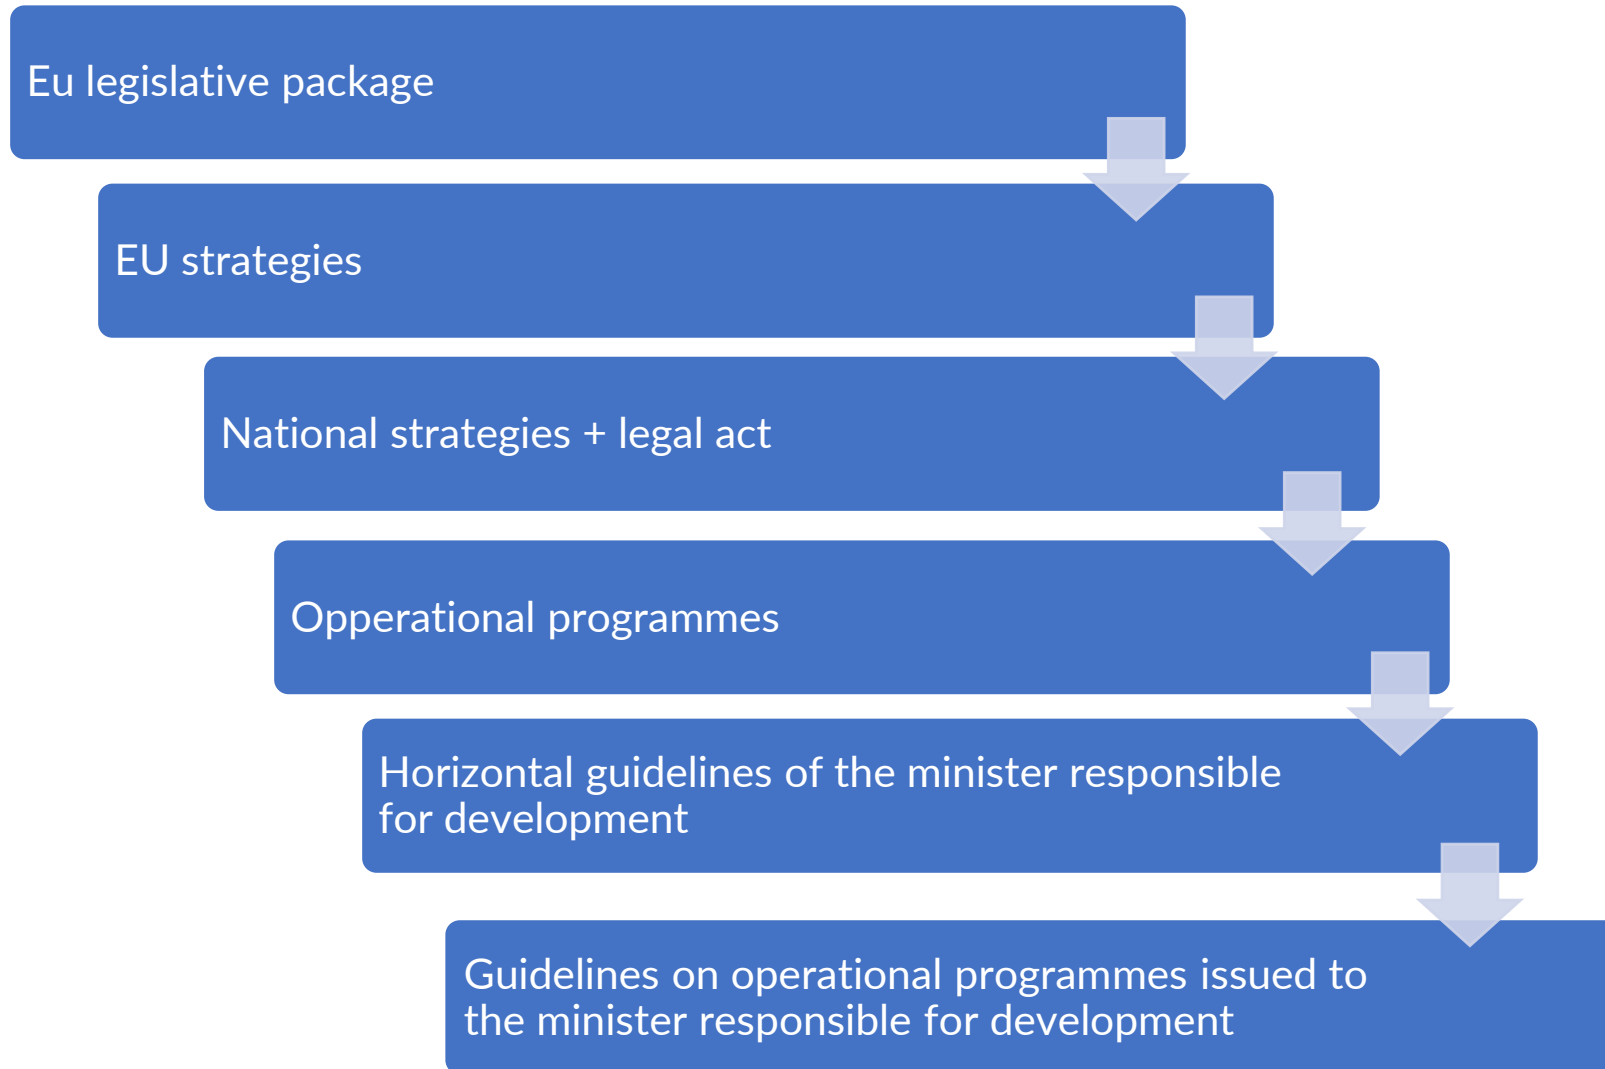 Eu legislative package
EU strategies
National strategies + legal act
Opperational programmes
Horizontal guidelines of the minister responsible
for development
Guidelines on operational programmes issued to
the minister responsible for development